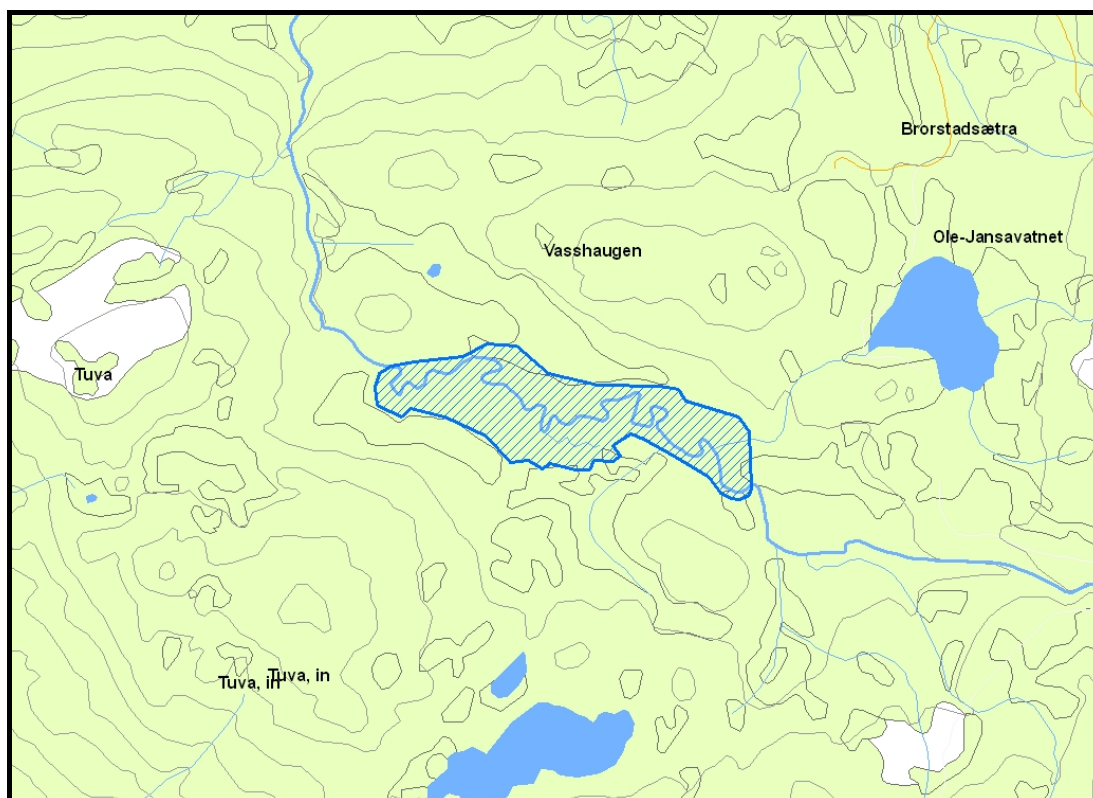 Brorstadsætra
Ole-Jansavatnet
Vasshaugen
Tuva
Tuva, in
Tuva, in